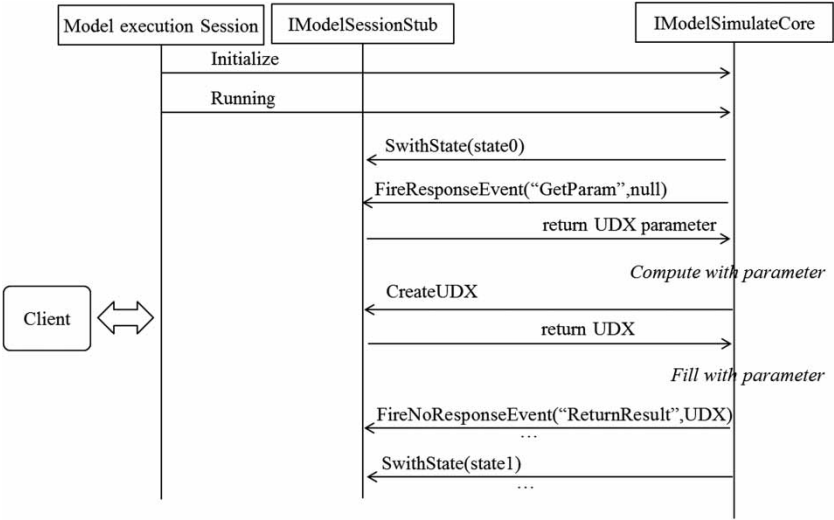 Model execution Session
IModelSessionStub
IModelSimulateCore
Initialize
Running
SwithState(state0)
FireResponseEvent(“GetParam”,null)
return UDX parameter
Compute with parameter
CreateUDX
Client
return UDX
Fill with parameter
FireNoResponseEvent(“ReturnResult”,UDX)
...
SwithState(state1)
...